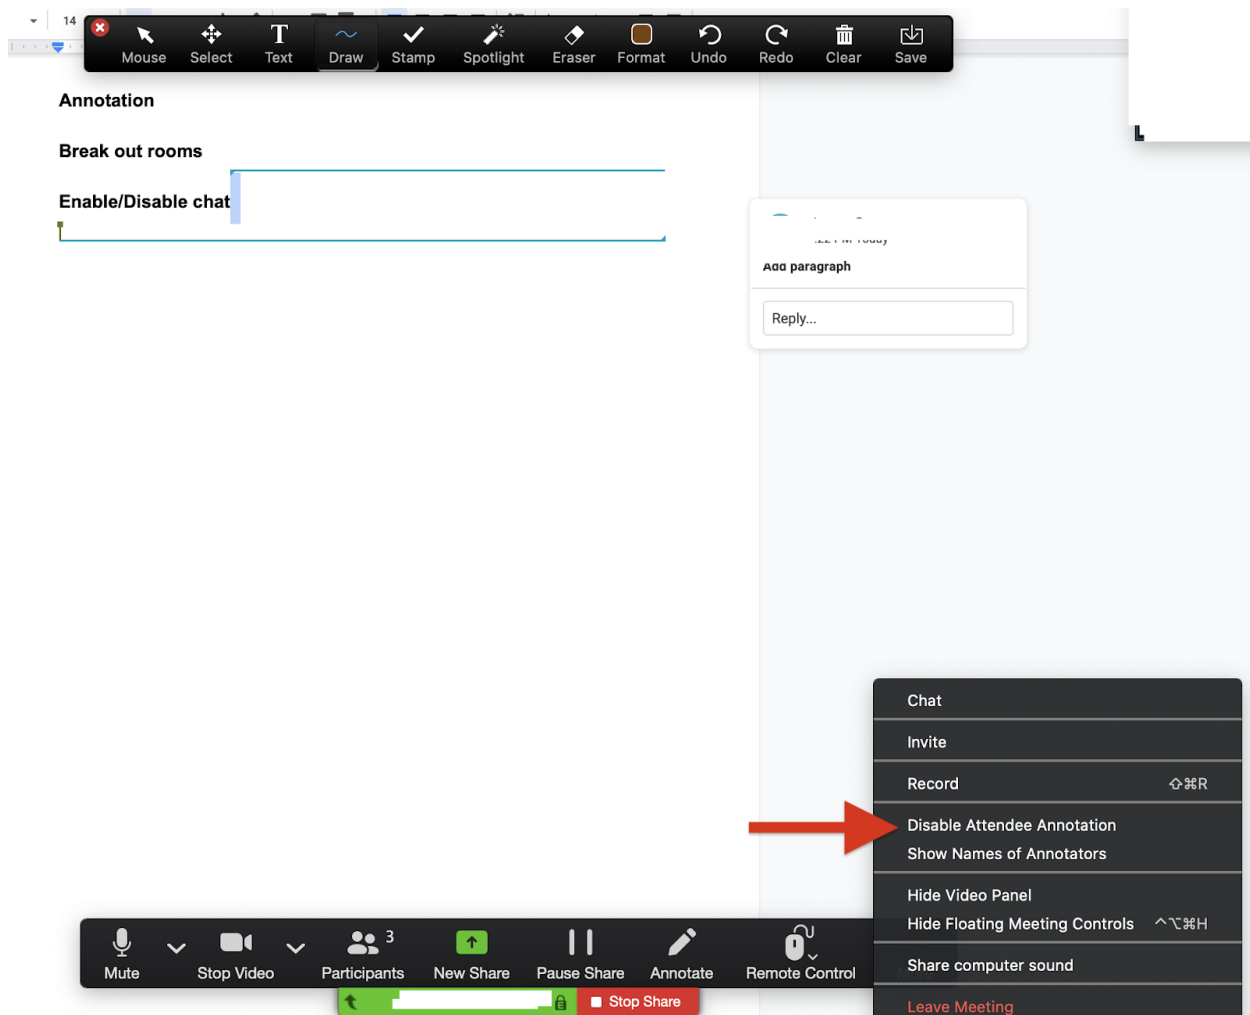 14
Mouse Select Text Draw Stamp Spotlight Eraser Format Undo Redo Clear Save
Annotation
Break out rooms
Enable/Disable chat
Add paragraph
Reply...
Chat
Invite
Record ⇧⌘R
Disable Attendee Annotation
Show Names of Annotators
Hide Video Panel
Hide Floating Meeting Controls ^⌥⌘H
Share computer sound
Leave Meeting
3
Mute Stop Video Participants New Share Pause Share Annotate Remote Control
Stop Share